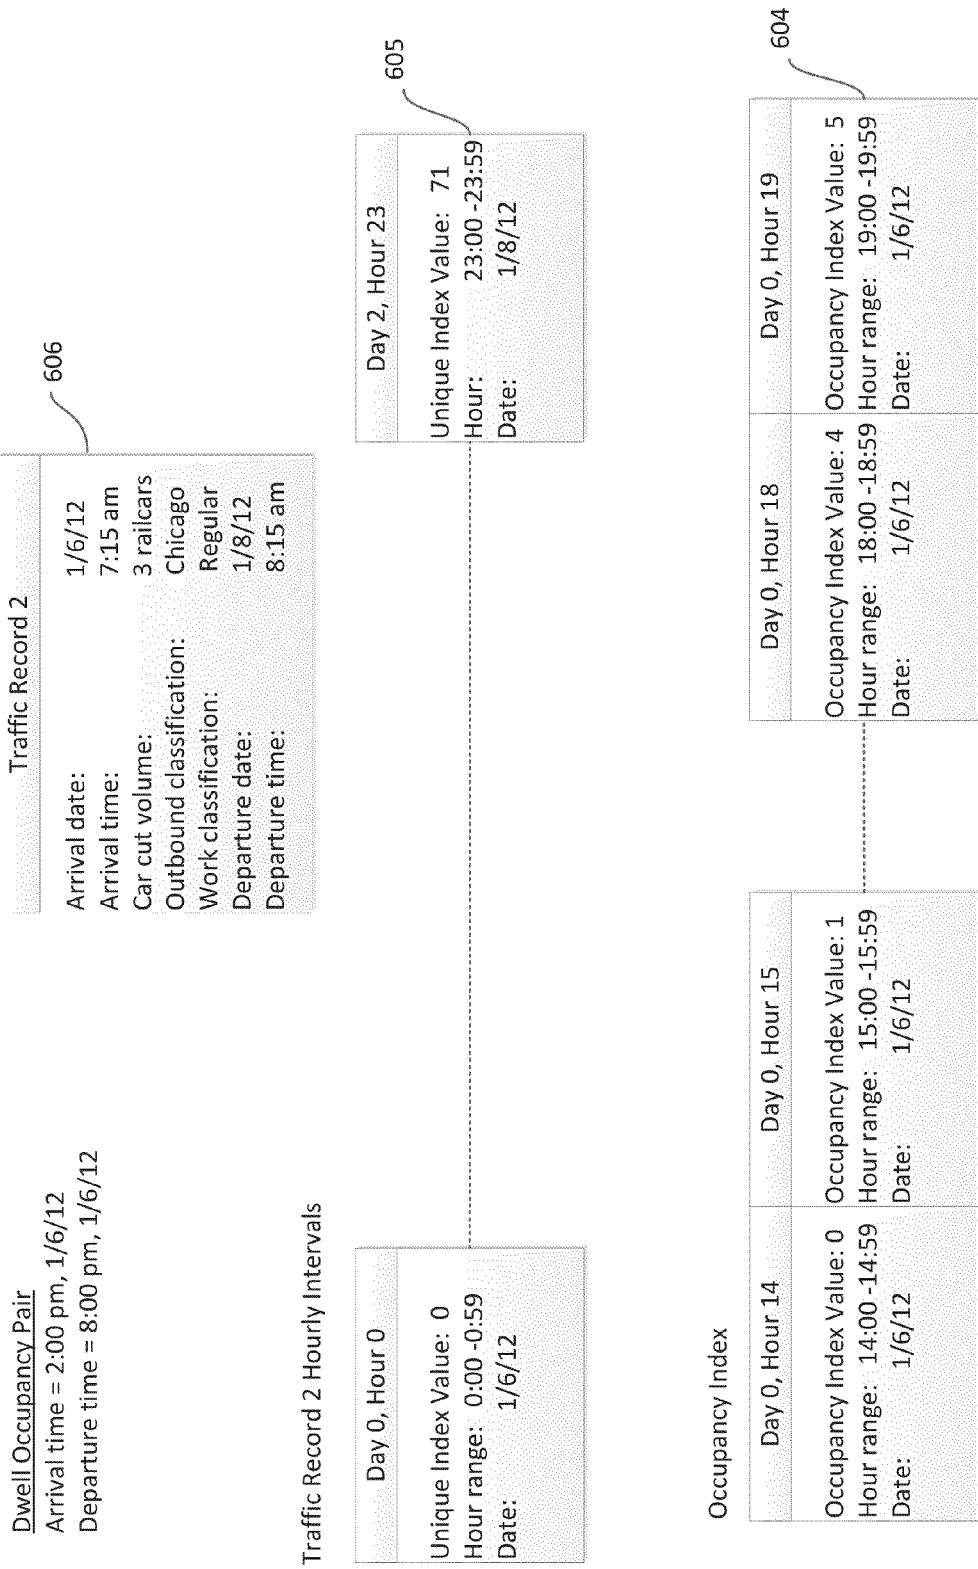 Dwell Occupancy Pair
Arrival time = 2:00 pm, 1/6/12
Departure time = 8:00 pm, 1/6/12
Traffic Record 2
Arrival date: 1/6/12
Arrival time: 7:15 am
Car cut volume: 3 railcars
Outbound classification: Chicago
Work classification: Regular
Departure date: 1/8/12
Departure time: 8:15 am
606
Traffic Record 2 Hourly Intervals
Day 0, Hour 0
Unique Index Value: 0
Hour range: 0:00 -0:59
Date: 1/6/12
Day 2, Hour 23
Unique Index Value: 71
Hour: 23:00 -23:59
Date: 1/8/12
605
Occupancy Index
Day 0, Hour 14
Occupancy Index Value: 0
Hour range: 14:00 -14:59
Date: 1/6/12
Day 0, Hour 15
Occupancy Index Value: 1
Hour range: 15:00 -15:59
Date: 1/6/12
Day 0, Hour 18
Occupancy Index Value: 4
Hour range: 18:00 -18:59
Date: 1/6/12
Day 0, Hour 19
Occupancy Index Value: 5
Hour range: 19:00 -19:59
Date: 1/6/12
604